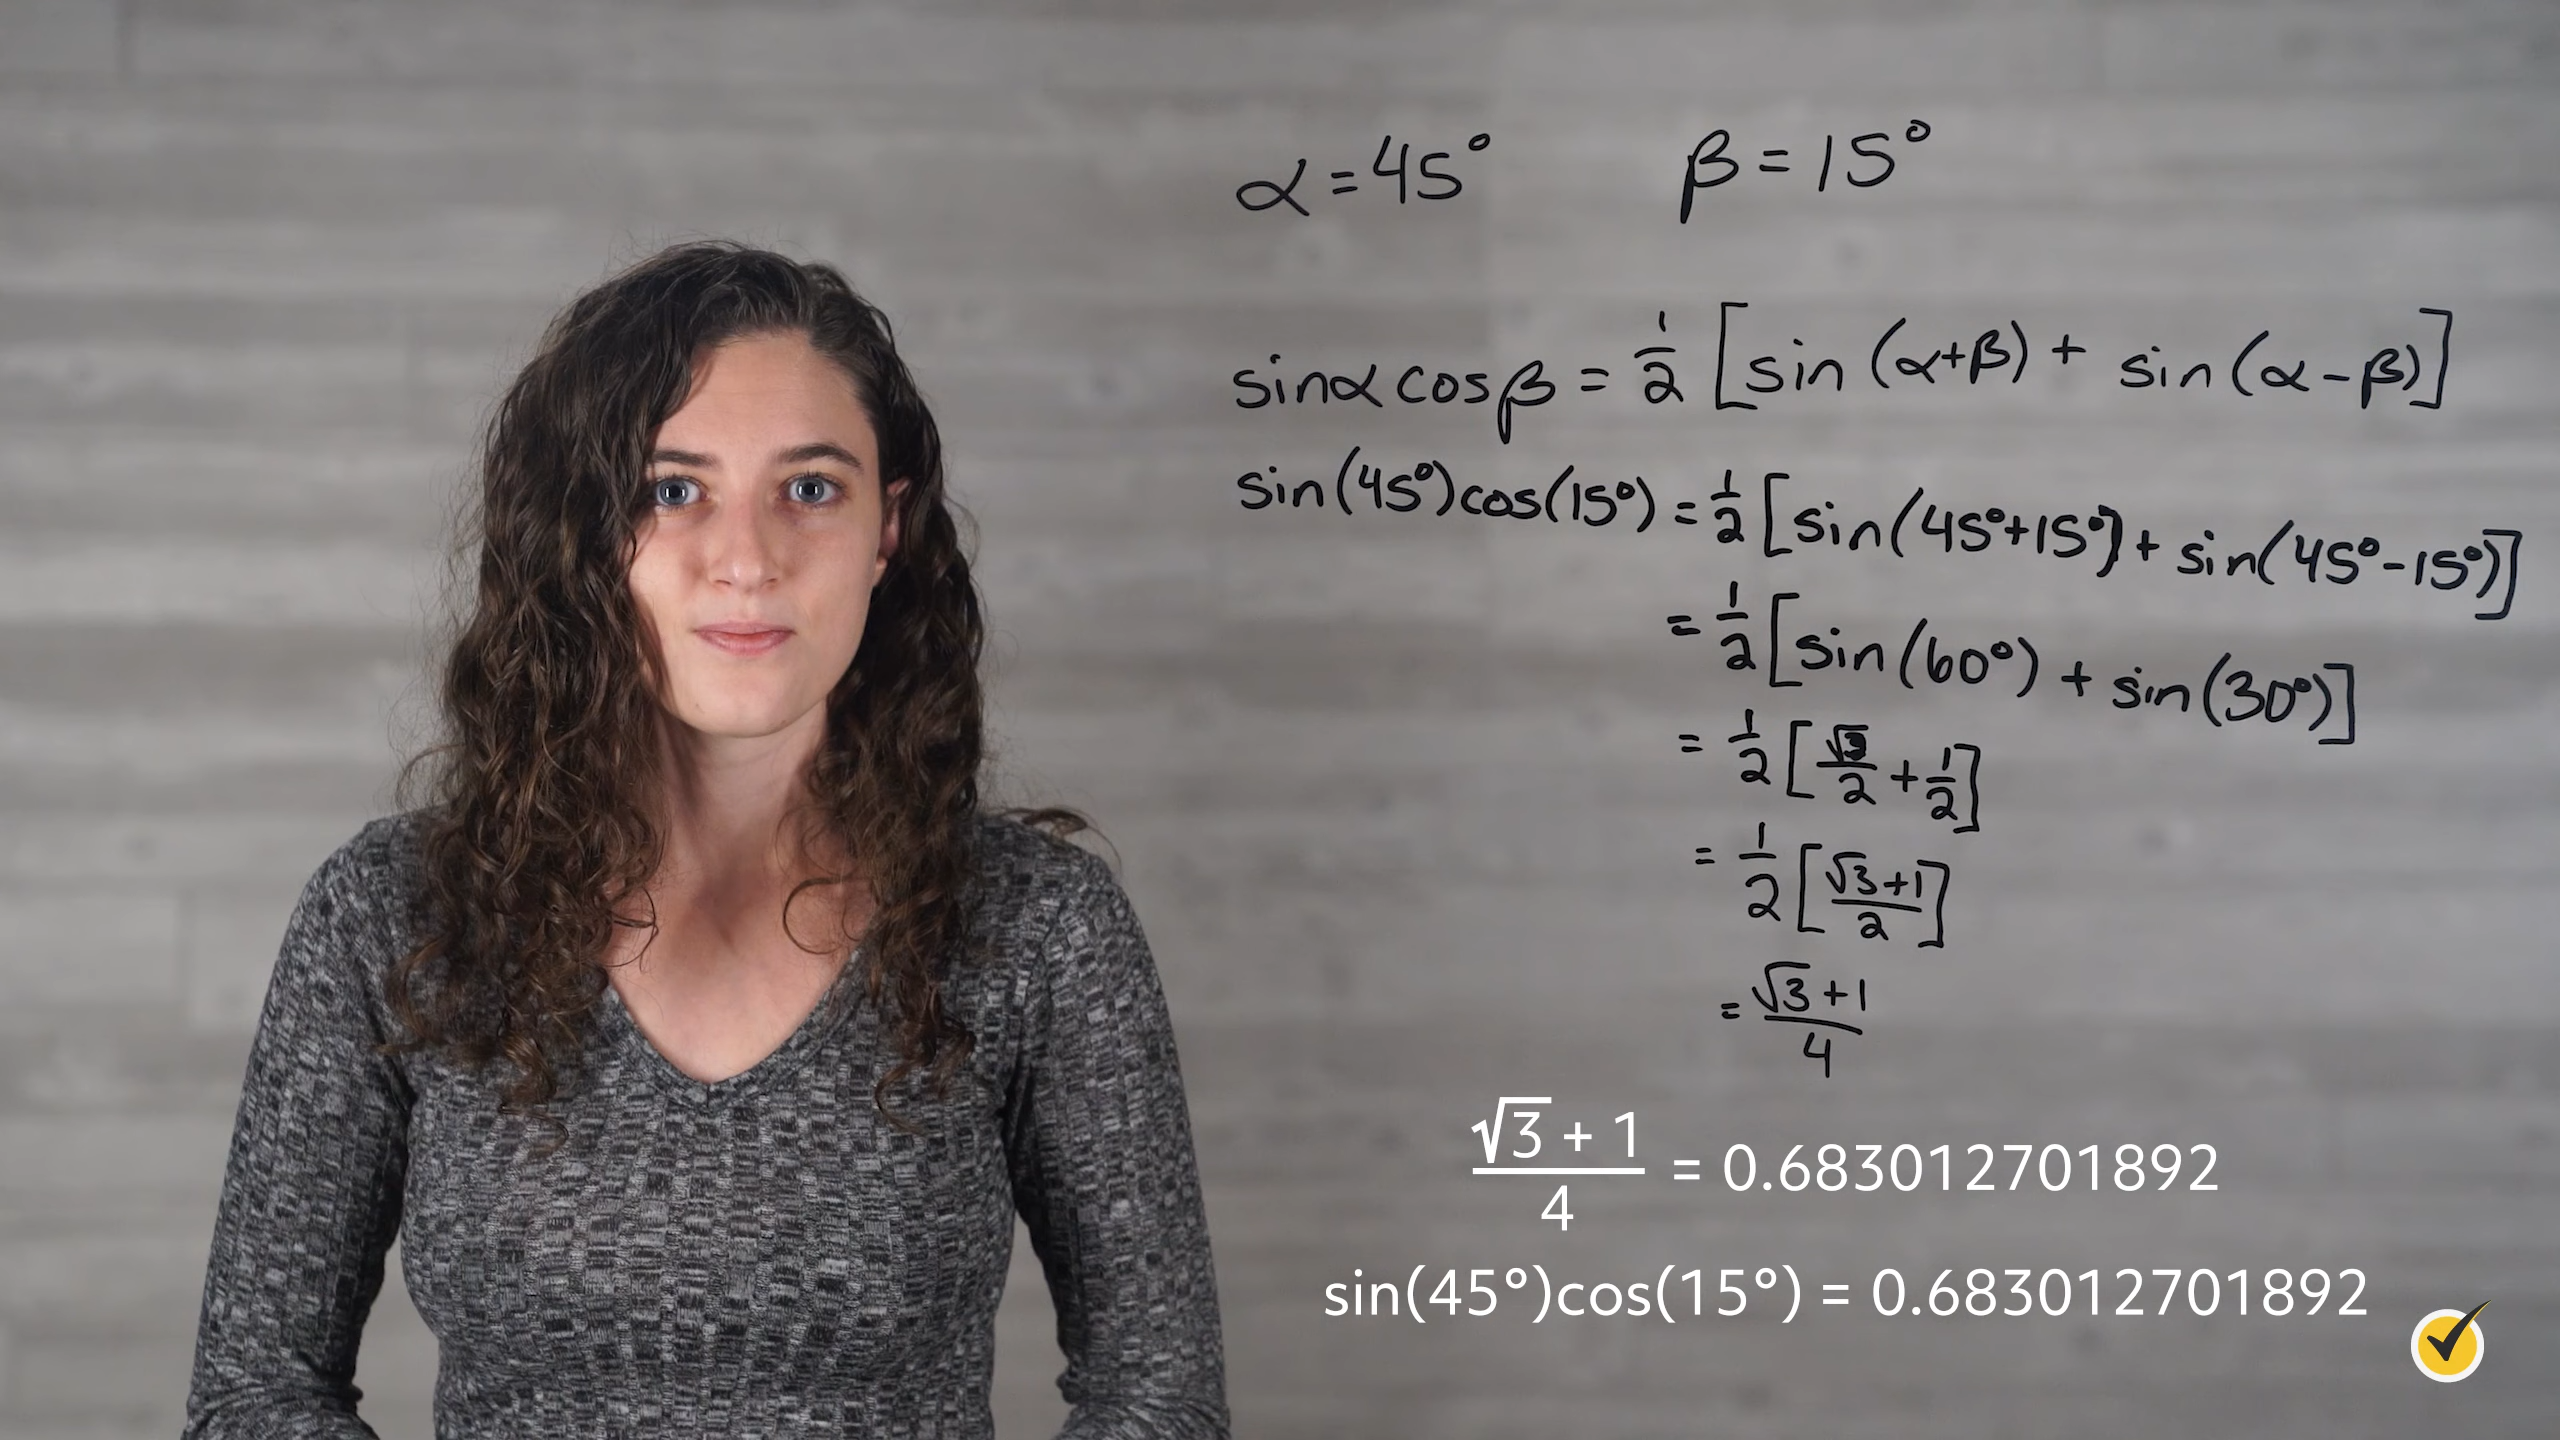 α = 45° β = 15°
sinα cosβ = 1/2 [sin (α+β) + sin (α - β)]
sin(45°)cos(15°) = 1/2 [sin(45°+15°) + sin(45°-15°)]
= 1/2 [sin(60°) + sin(30°)]
= 1/2 [√3/2 + 1/2]
= 1/2 [√3+1/2]
= √3+1/4
√3 + 1/4 = 0.683012701892
sin(45°)cos(15°) = 0.683012701892